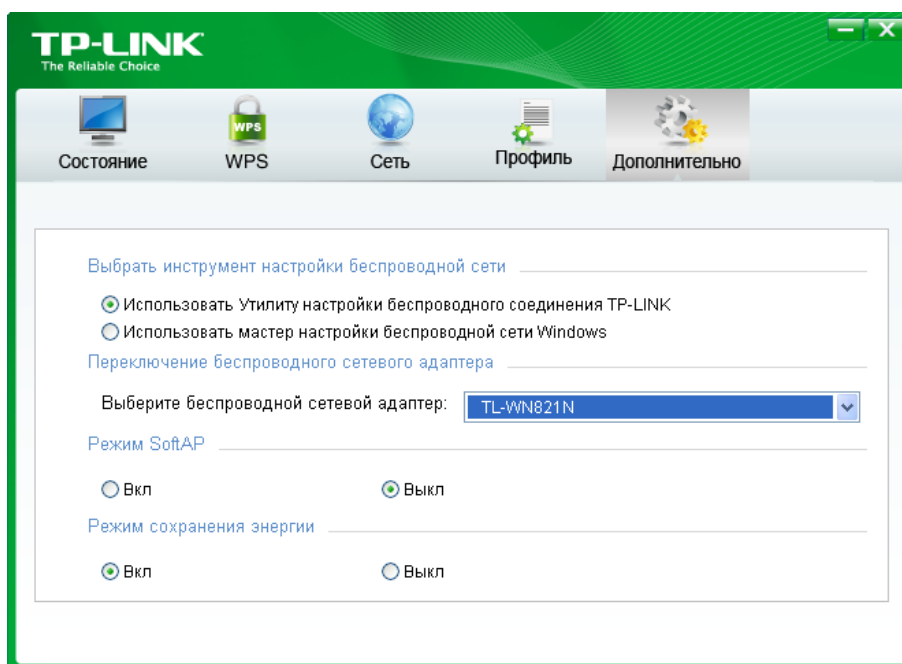 TP-LINK
The Reliable Choice
WPS
Состояние WPS Сеть Профиль Дополнительно
Выбрать инструмент настройки беспроводной сети
Использовать Утилиту настройки беспроводного соединения TP-LINK
Использовать мастер настройки беспроводной сети Windows
Переключение беспроводного сетевого адаптера
Выберите беспроводной сетевой адаптер: TL-WN821N
Режим SoftAP
Вкл Выкл
Режим сохранения энергии
Вкл Выкл